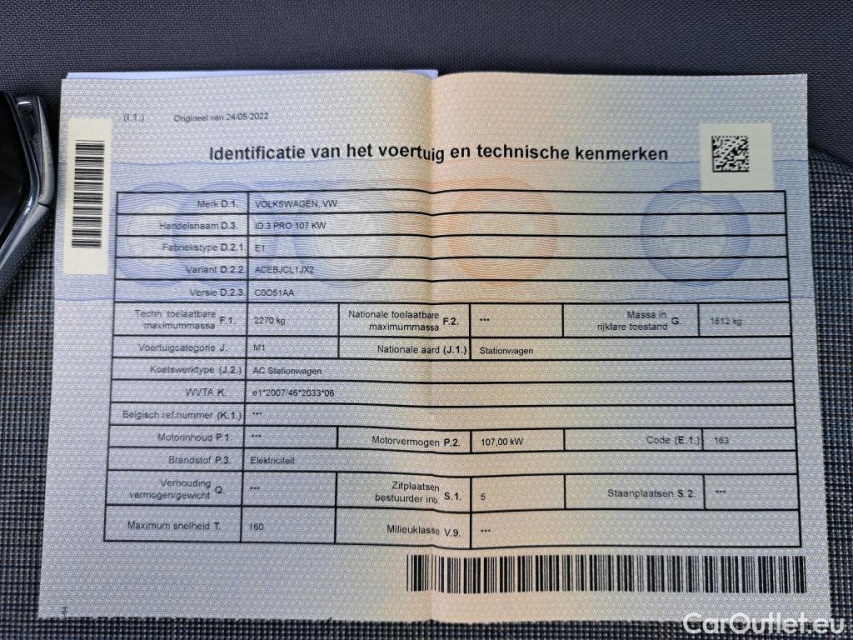 (I.1.) Origineel van 24/05/2022
Identificatie van het voertuig en technische kenmerken
Merk D.1. VOLKSWAGEN, VW
Handelsnaam D.3. ID.3 PRO 107 KW
Fabriekstype D.2.1. E1
Variant D.2.2. ACEBJCL1JX2
Versie D.2.3. C0O51AA
Techn. toelaatbare maximummassa F.1. 2270 kg Nationale toelaatbare maximummassa F.2. --- Massa in rijklare toestand G. 1812 kg
Voertuigcategorie J. M1 Nationale aard (J.1.) Stationwagen
Koetswerktype (J.2.) AC Stationwagen
WVTA K. e1*2007/46*2033*06
Belgisch ref.nummer (K.1.) ---
Motorinhoud P.1. --- Motorvermogen P.2. 107,00 kW Code (E.1.) 163
Brandstof P.3. Elektriciteit
Verhouding vermogen/gewicht Q. --- Zitplaatsen bestuurder inb. S.1. 5 Staanplaatsen S.2. ---
Maximum snelheid T. 160 Milieuklasse V.9. ---
CarOutlet.eu